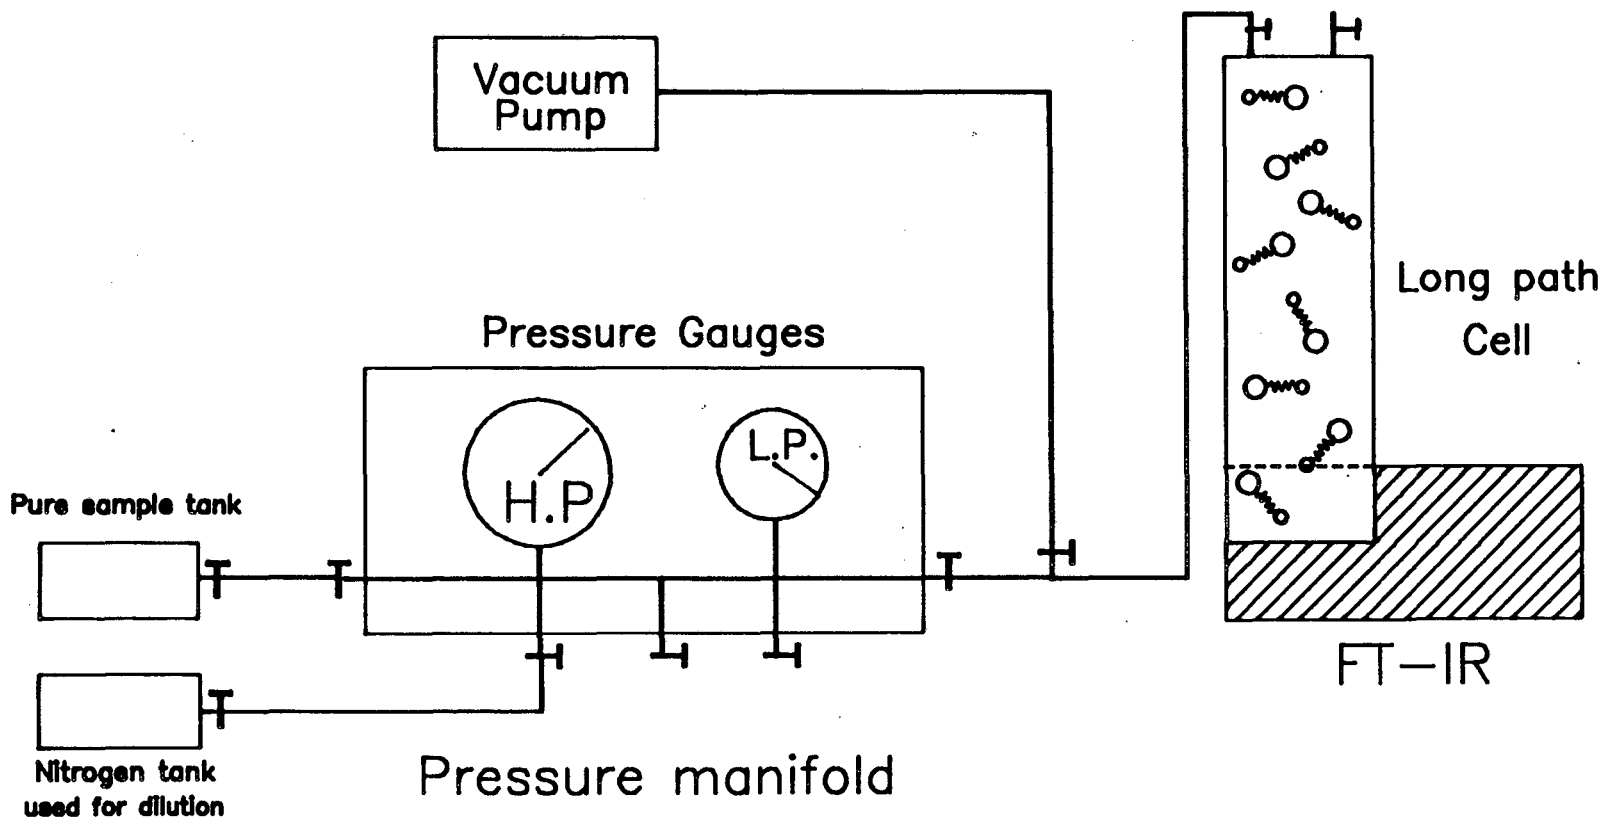 Vacuum
Pump
Long path
Cell
Pressure Gauges
H.P
L.P.
Pure sample tank
FT-IR
Nitrogen tank
used for dilution
Pressure manifold